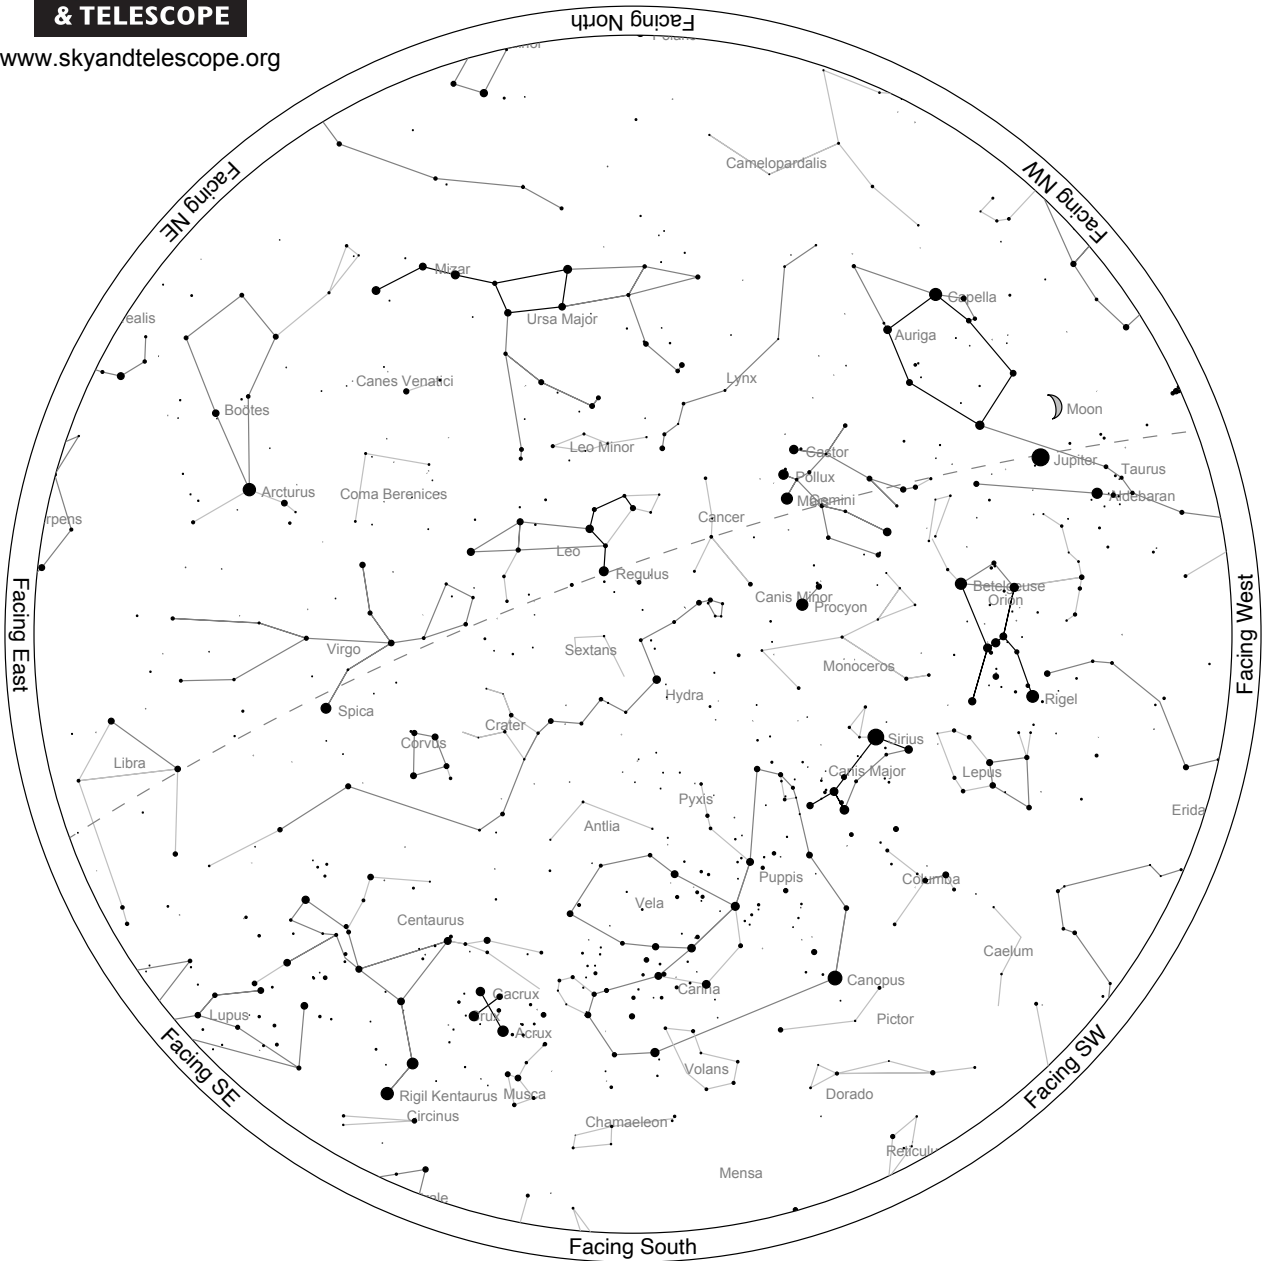 & TELESCOPE
www.skyandtelescope.org
Facing North
Facing NE
Facing NW
Camelopardalis
Mizar
Capella
Ursa Major
Auriga
Canes Venatici
Lynx
Moon
Boötes
Leo Minor
Castor
Jupiter
Taurus
Pollux
Arcturus
Coma Berenices
Gemini
Aldebaran
Cancer
Leo
Regulus
Canis Minor
Procyon
Betelgeuse
Orion
Facing East
Facing West
Virgo
Sextans
Monoceros
Hydra
Rigel
Spica
Crater
Corvus
Sirius
Libra
Canis Major
Lepus
Pyxis
Antlia
Erida
Puppis
Columba
Vela
Centaurus
Caelum
Carina
Canopus
Gacrux
Lupus
Acrux
Pictor
Facing SE
Facing SW
Volans
Rigil Kentaurus
Musca
Dorado
Circinus
Chamaeleon
Mensa
Facing South